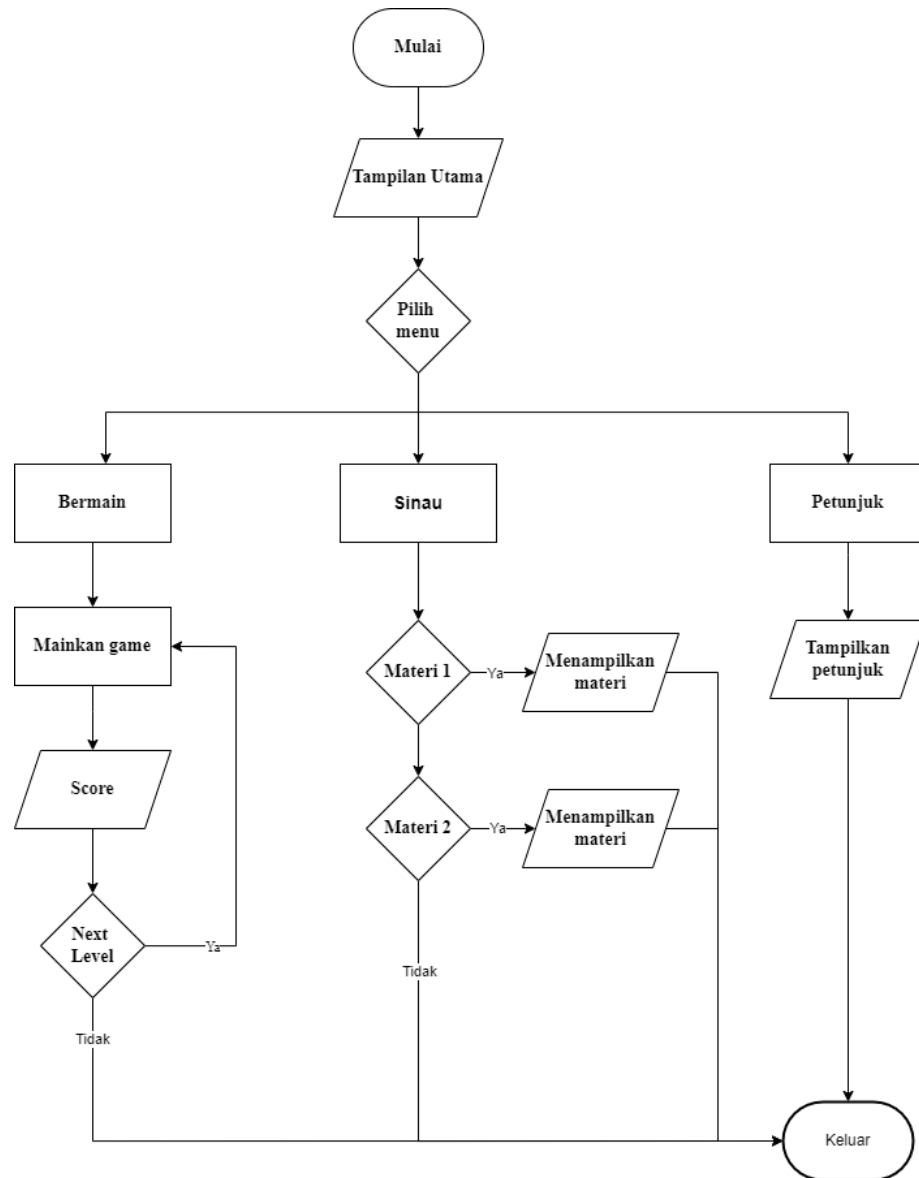 Mulai
Tampilan Utama
Pilih
menu
Bermain
Sinau
Petunjuk
Mainkan game
Materi 1
Ya
Menampilkan
materi
Tampilkan
petunjuk
Score
Materi 2
Ya
Menampilkan
materi
Next
Level
Ya
Tidak
Tidak
Keluar